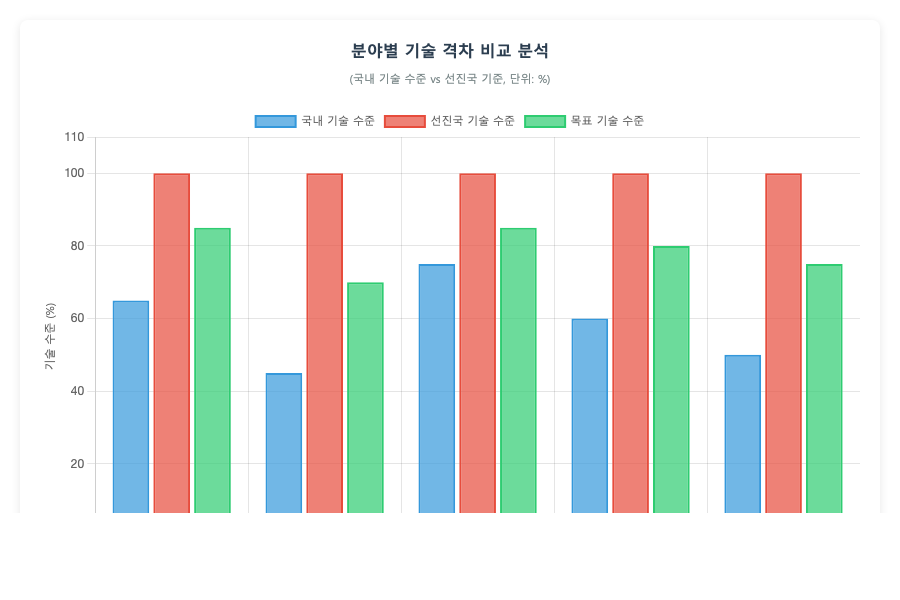 분야별 기술 격차 비교 분석
(국내 기술 수준 vs 선진국 기준, 단위: %)
국내 기술 수준 선진국 기술 수준 목표 기술 수준
110
100
80
60
40
20
기술 수준 (%)